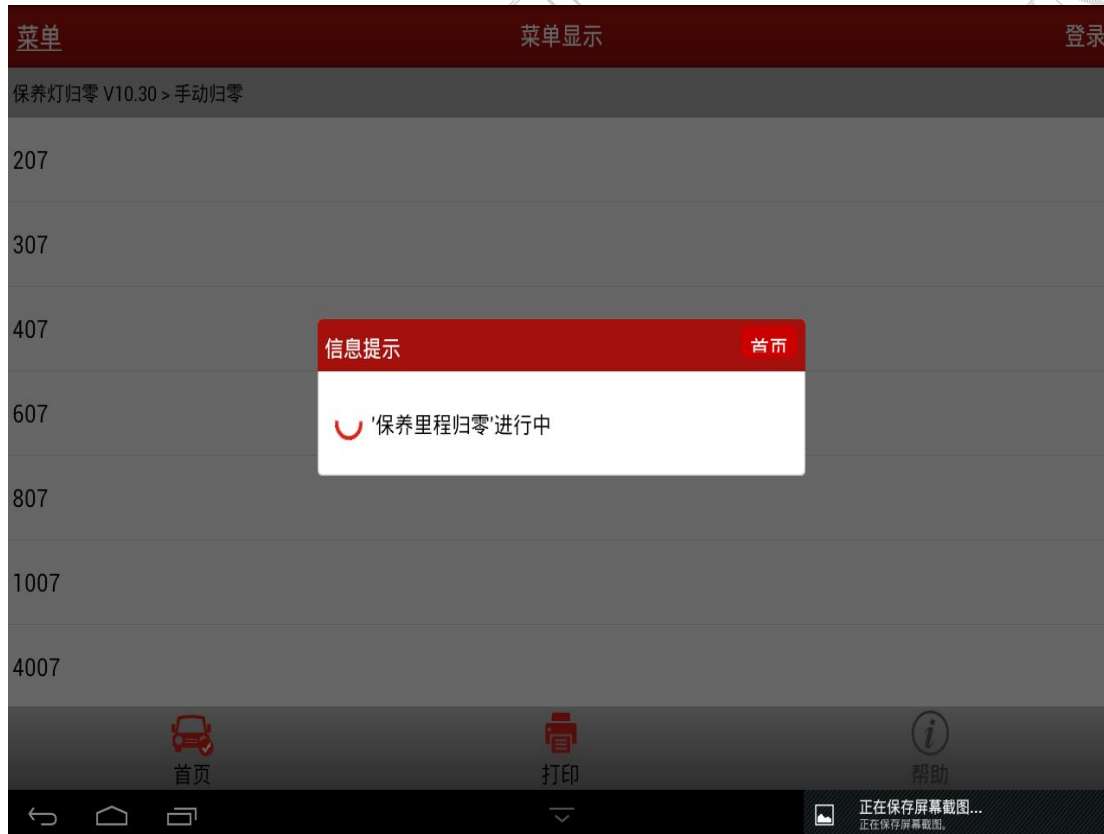 菜单 菜单显示 登录
保养灯归零 V10.30 > 手动归零
207
307
407
信息提示 首页
607
'保养里程归零'进行中
807
1007
4007
首页 打印 帮助
正在保存屏幕截图...
正在保存屏幕截图。